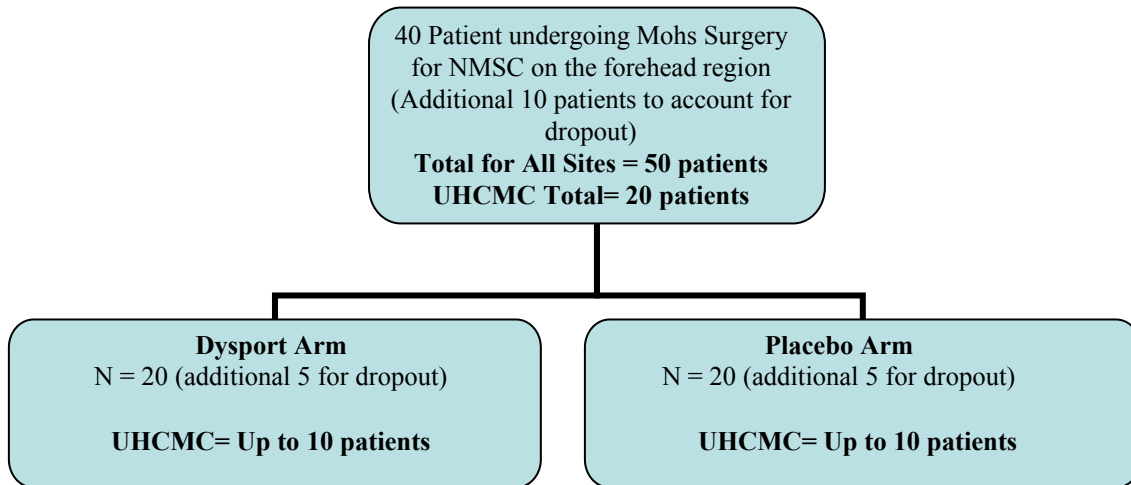 40 Patient undergoing Mohs Surgery
for NMSC on the forehead region
(Additional 10 patients to account for
dropout)
Total for All Sites = 50 patients
UHCMC Total= 20 patients
Dysport Arm
N = 20 (additional 5 for dropout)
UHCMC= Up to 10 patients
Placebo Arm
N = 20 (additional 5 for dropout)
UHCMC= Up to 10 patients